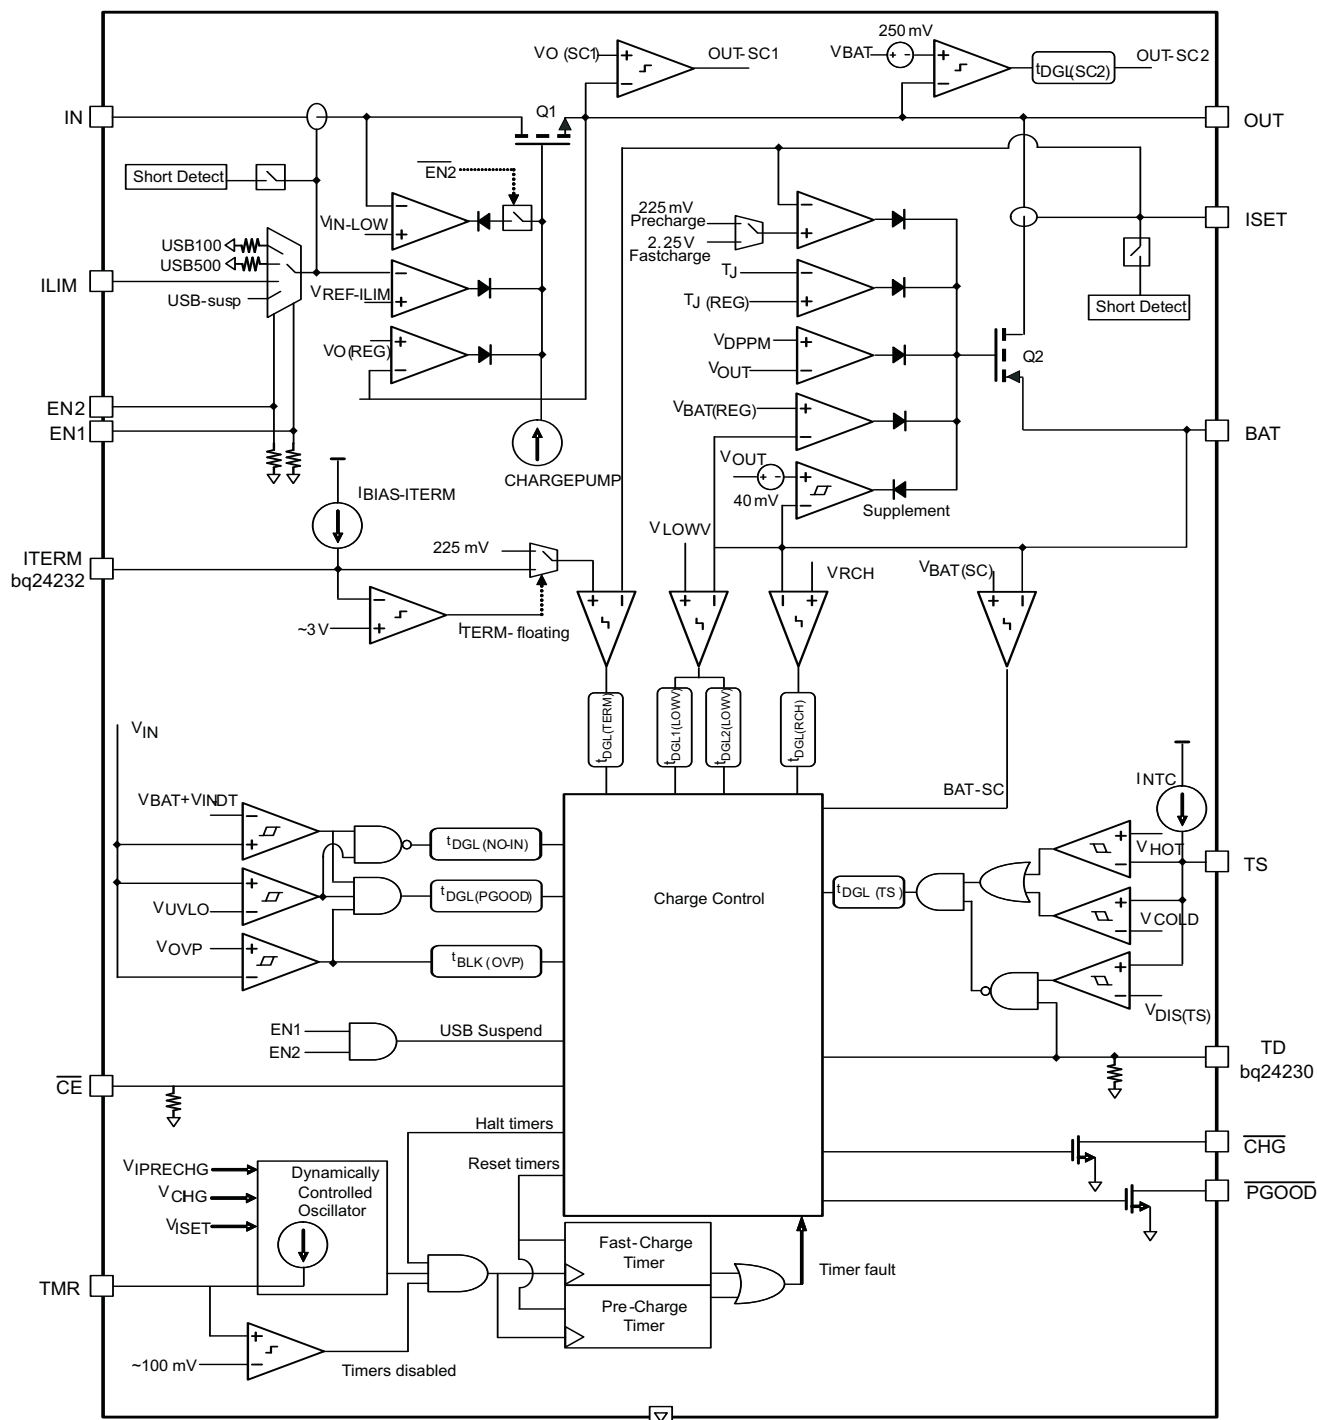 250 mV
VO (SC1)
OUT-SC1
VBAT
tDGL(SC2)
OUT-SC2
IN
Q1
OUT
Short Detect
EN2
VIN-LOW
225 mV
Precharge
2.25V
Fastcharge
ISET
USB100
USB500
ILIM
USB-susp
VREF-ILIM
TJ
TJ (REG)
Short Detect
VO (REG)
VDPPM
VOUT
Q2
EN2
EN1
VBAT(REG)
BAT
CHARGEPUMP
VOUT
40 mV
Supplement
IBIAS-ITERM
VLOWV
ITERM
bq24232
225 mV
VRCH
VBAT(SC)
~3 V
ITERM- floating
tDGL(TERM)
tDGL1(LOWV)
tDGL2(LOWV)
tDGL(RCH)
VIN
BAT-SC
INTC
VBAT+VINDT
tDGL (NO-IN)
VHOT
TS
VUVLO
tDGL(PGOOD)
Charge Control
tDGL (TS)
VCOLD
VOVP
tBLK (OVP)
VDIS(TS)
EN1
EN2
USB Suspend
TD
bq24230
CE
Halt timers
Reset timers
CHG
VIPRECHG
VCHG
VISET
Dynamically
Controlled
Oscillator
PGOOD
Fast-Charge
Timer
Timer fault
TMR
Pre-Charge
Timer
~100 mV
Timers disabled